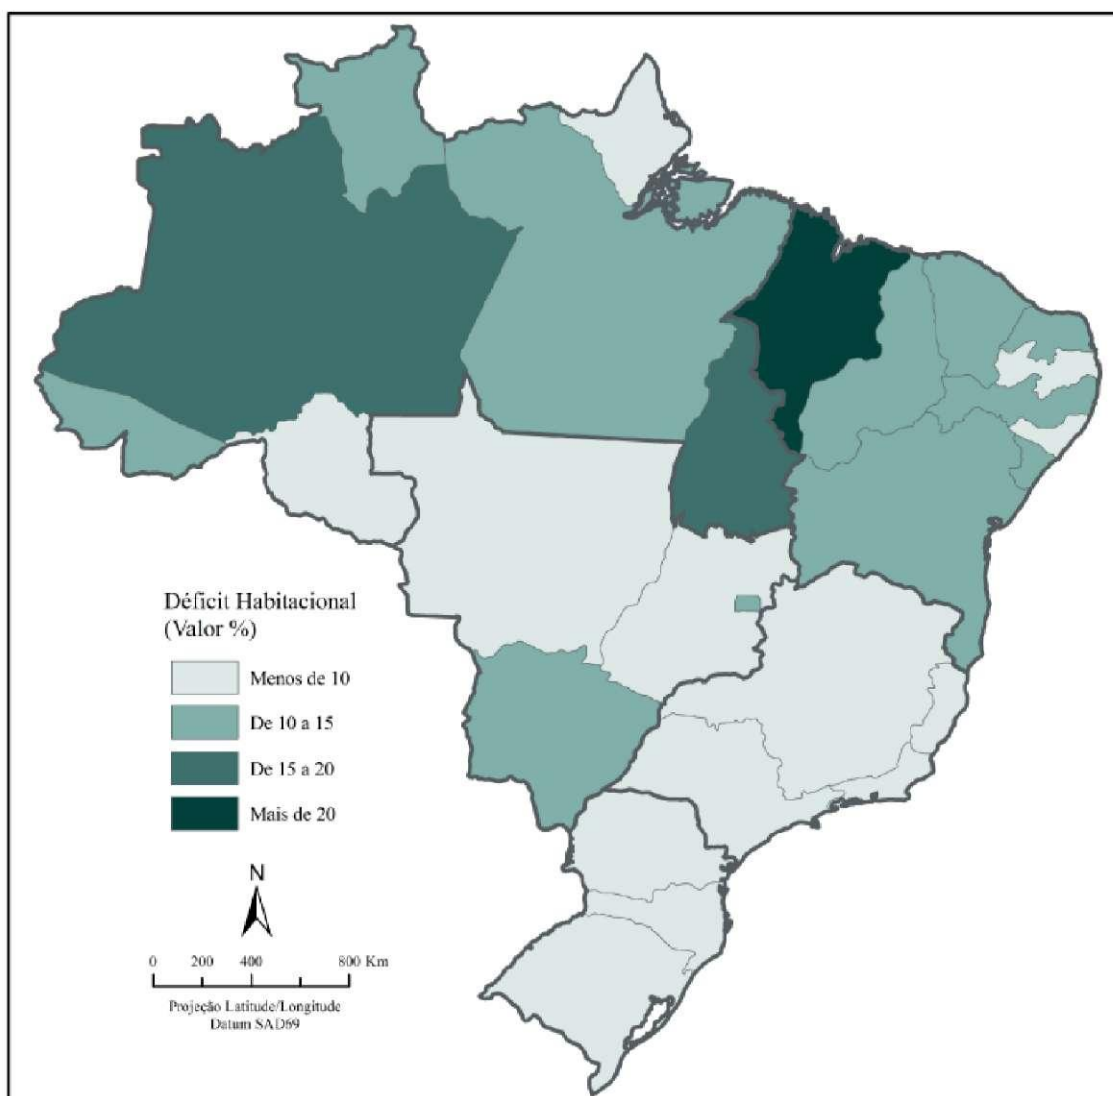 Déficit Habitacional
(Valor %)
Menos de 10
De 10 a 15
De 15 a 20
Mais de 20
N
0 200 400 800 Km
Projeção Latitude/Longitude
Datum SAD69